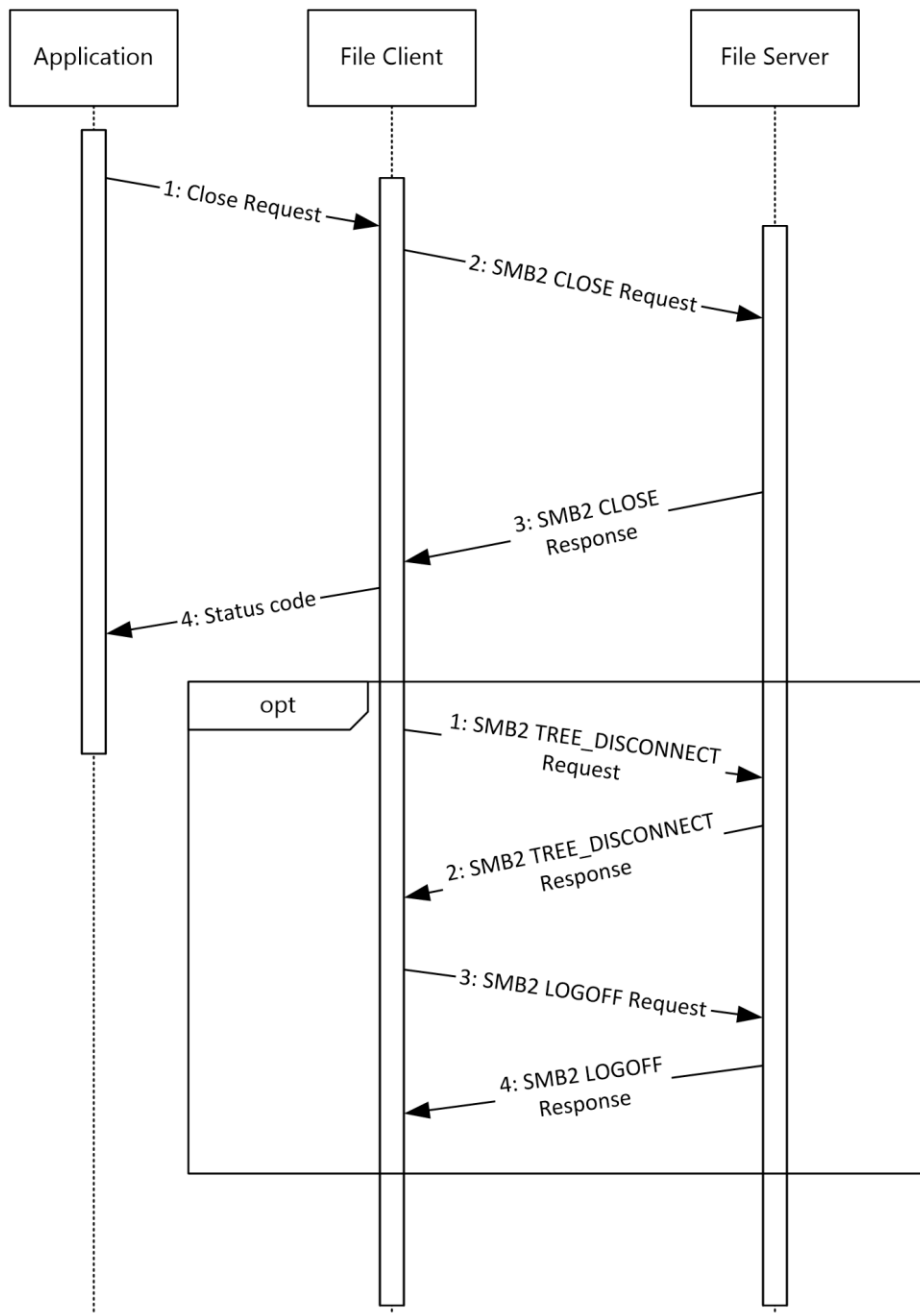 Application
File Client
File Server
1: Close Request
2: SMB2 CLOSE Request
3: SMB2 CLOSE
Response
4: Status code
opt
1: SMB2 TREE_DISCONNECT
Request
2: SMB2 TREE_DISCONNECT
Response
3: SMB2 LOGOFF Request
4: SMB2 LOGOFF
Response